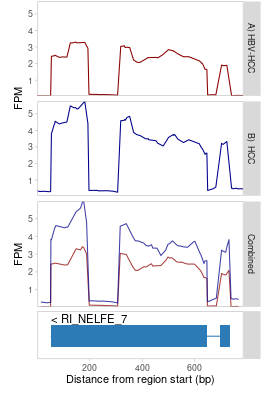 5
4
3
2
1
A) HBV-HCC
FPM
5
4
3
2
1
B) HCC
5
4
3
2
1
Combined
FPM
< RI_NELFE_7
200
400
600
Distance from region start (bp)